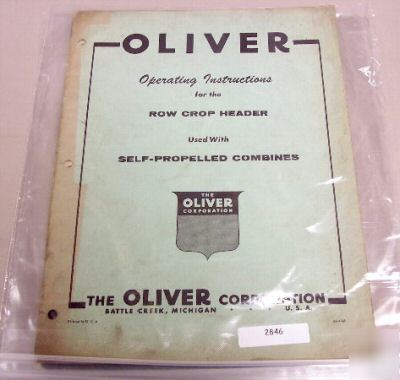 OLIVER
Operating Instructions
for the
ROW CROP HEADER
Used With
SELF-PROPELLED COMBINES
THE
OLIVER
CORPORATION
THE OLIVER CORPORATION
BATTLE CREEK, MICHIGAN • • • U. S. A.
2846